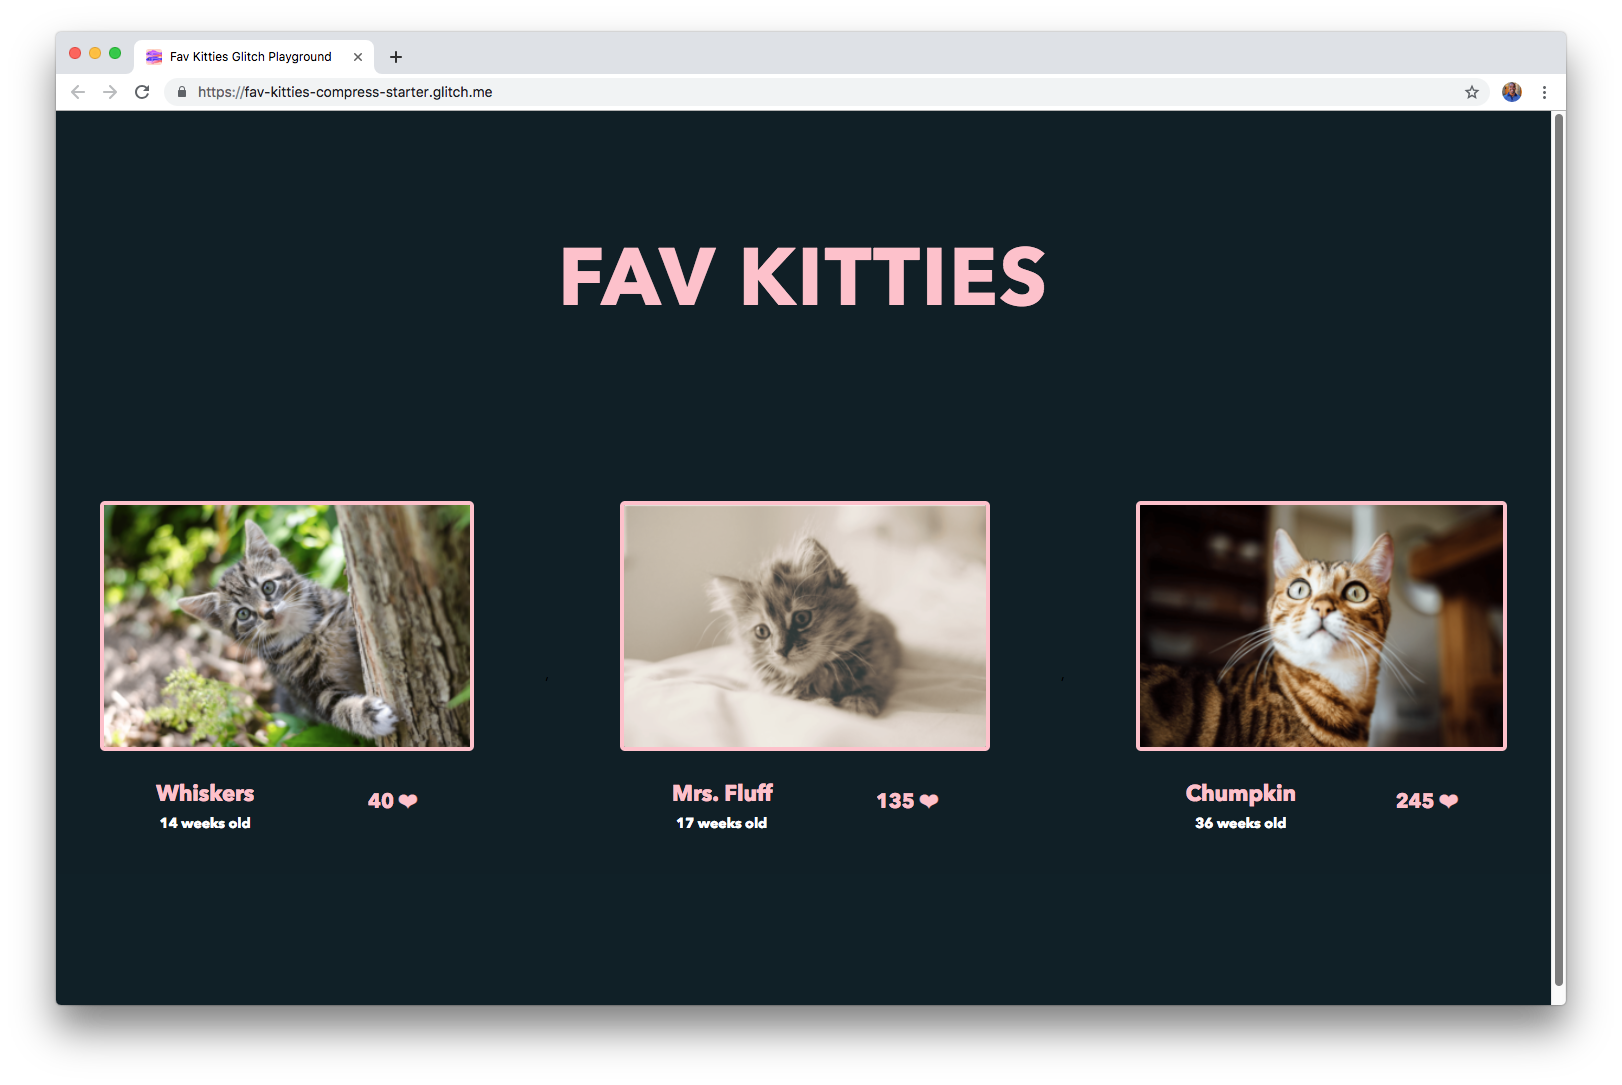 Fav Kitties Glitch Playground
https://fav-kitties-compress-starter.glitch.me
FAV KITTIES
Whiskers
40 ❤
14 weeks old
Mrs. Fluff
135 ❤
17 weeks old
Chumpkin
245 ❤
36 weeks old